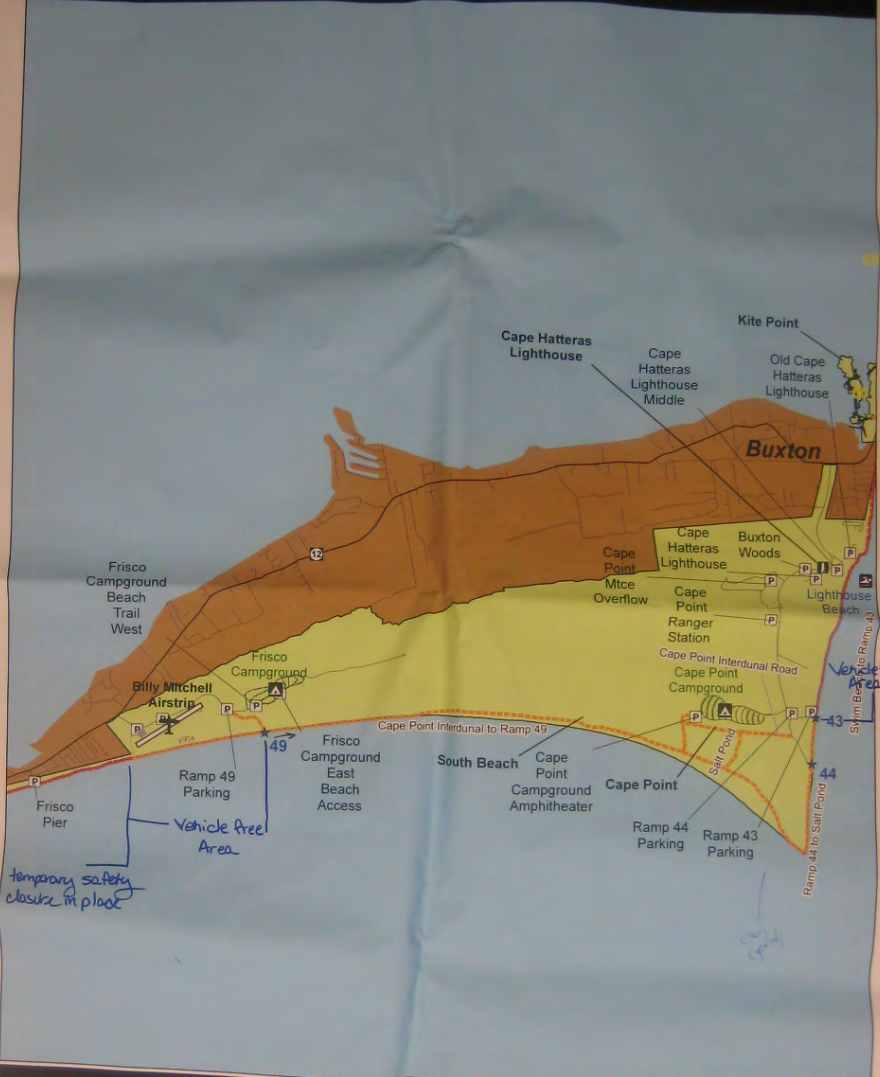 Kite Point
Cape Hatteras
Lighthouse
Cape
Hatteras
Lighthouse
Middle
Old Cape
Hatteras
Lighthouse
Buxton
12
Frisco
Campground
Beach
Trail
West
Cape
Point
Mtce
Overflow
Cape
Hatteras
Lighthouse
Buxton
Woods
P
P
P
P
P
P
Cape
Point
Ranger
Station
Lighthouse
Beach
Swim Beach to Ramp 43
Vehicle
Area
Cape Point Interdunal Road
Frisco
Campground
Billy Mitchell
Airstrip
P
P
P
P
VFA
49
Cape Point Interdunal to Ramp 49
Cape Point
Campground
P
P
P
43
44
Salt Pond
South Beach
Cape
Point
Campground
Amphitheater
Cape Point
Ramp 44
Parking
Ramp 43
Parking
Ramp 44 to Salt Pond
P
Frisco
Pier
Ramp 49
Parking
Frisco
Campground
East
Beach
Access
Vehicle free
Area
temporary safety
closure in place